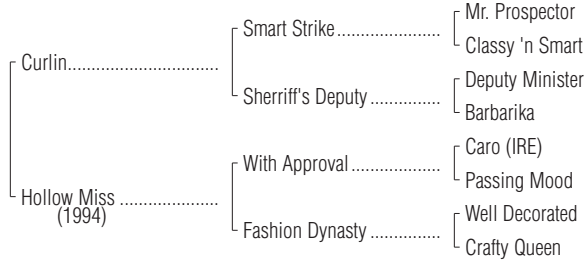 Mr. Prospector
Smart Strike..........................
Classy 'n Smart
Curlin......................................
Deputy Minister
Sherriff's Deputy .................
Barbarika
Caro (IRE)
With Approval ......................
Passing Mood
Hollow Miss .........................
(1994)
Well Decorated
Fashion Dynasty .................
Crafty Queen